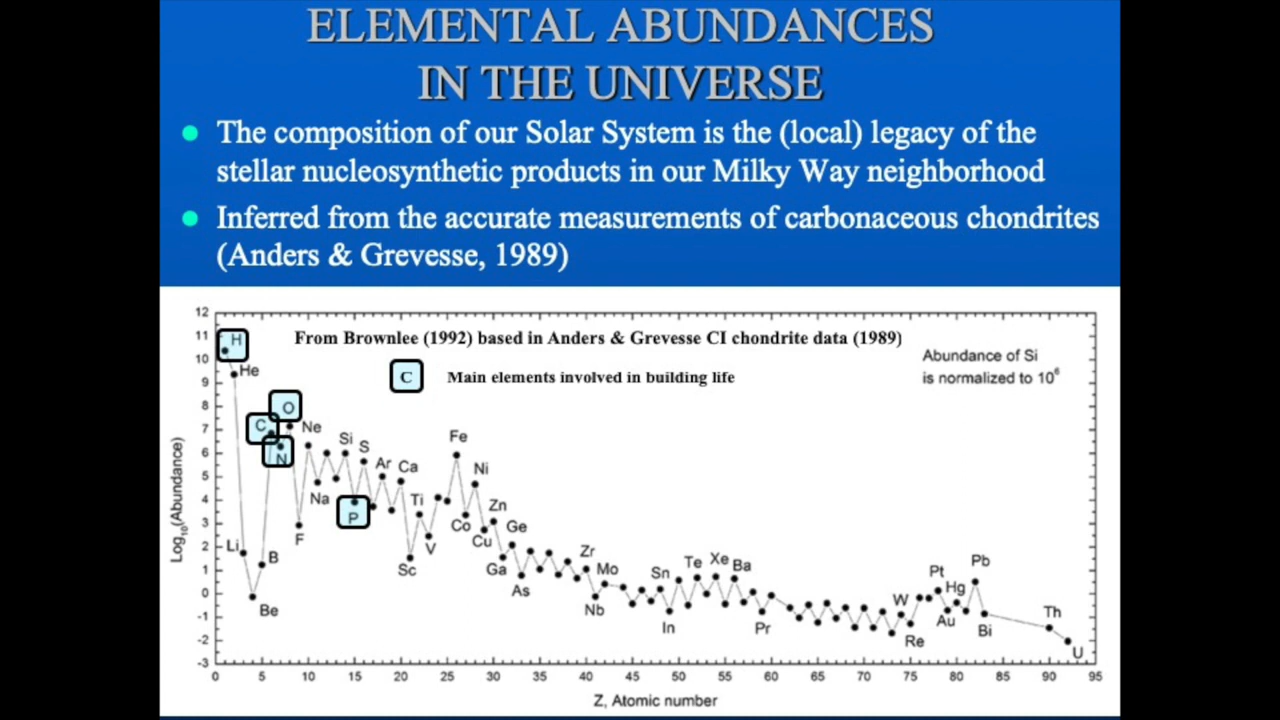 ELEMENTAL ABUNDANCES
IN THE UNIVERSE
The composition of our Solar System is the (local) legacy of the
stellar nucleosynthetic products in our Milky Way neighborhood
Inferred from the accurate measurements of carbonaceous chondrites
(Anders & Grevesse, 1989)
From Brownlee (1992) based in Anders & Grevesse CI chondrite data (1989)
C Main elements involved in building life
Abundance of Si
is normalized to 10⁶
Log₁₀(Abundance)
12
11
10
9
8
7
6
5
4
3
2
1
0
-1
-2
-3
H
He
Li
Be
B
C
N
O
F
Ne
Na
Si
P
S
Ar
Ca
Sc
Ti
V
Fe
Co
Ni
Cu
Zn
Ga
Ge
As
Zr
Nb
Mo
In
Sn
Te
Xe
Ba
Pr
W
Re
Pt
Au
Hg
Pb
Bi
Th
U
0 5 10 15 20 25 30 35 40 45 50 55 60 65 70 75 80 85 90 95
Z, Atomic number